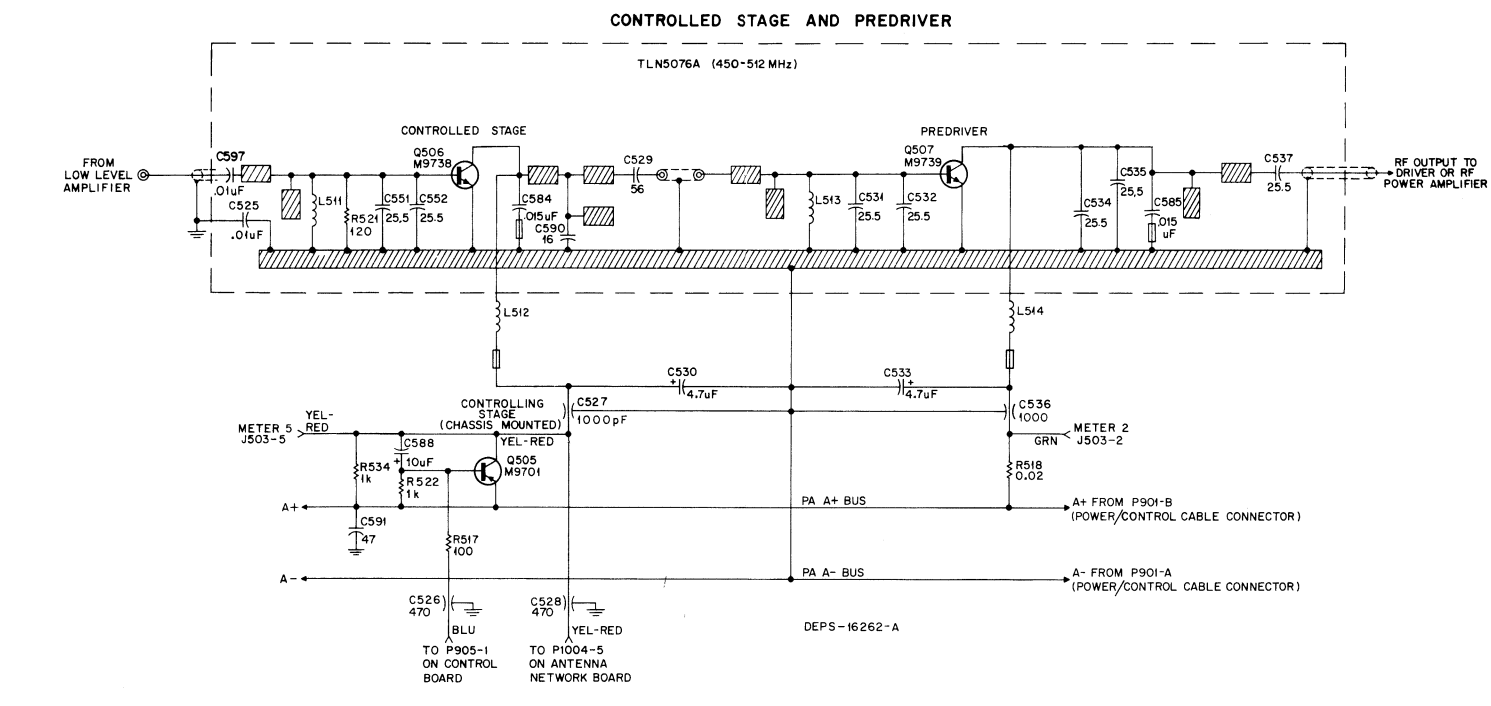 CONTROLLED STAGE AND PREDRIVER
TLN5076A (450-512 MHz)
CONTROLLED STAGE
PREDRIVER
FROM
LOW LEVEL
AMPLIFIER
C597
.01uF
C525
.01uF
L511
R521
120
C551
25.5
C552
25.5
Q506
M9738
C584
.015uF
C590
16
C529
56
L513
C531
25.5
C532
25.5
Q507
M9739
C534
25.5
C535
25.5
C585
.015
uF
C537
25.5
RF OUTPUT TO
DRIVER OR RF
POWER AMPLIFIER
L512
L514
C530
+
4.7uF
C533
+
4.7uF
CONTROLLING
STAGE
(CHASSIS MOUNTED)
C527
1000pF
C536
1000
METER 5
J503-5
YEL-
RED
YEL-RED
METER 2
J503-2
GRN
C588
+
10uF
R534
1k
R522
1k
Q505
M9701
R518
0.02
A+
PA A+ BUS
A+ FROM P901-B
(POWER/CONTROL CABLE CONNECTOR)
C591
47
R517
100
A-
PA A- BUS
A- FROM P901-A
(POWER/CONTROL CABLE CONNECTOR)
C526
470
C528
470
BLU
YEL-RED
DEPS-16262-A
TO P905-1
ON CONTROL
BOARD
TO P1004-5
ON ANTENNA
NETWORK BOARD